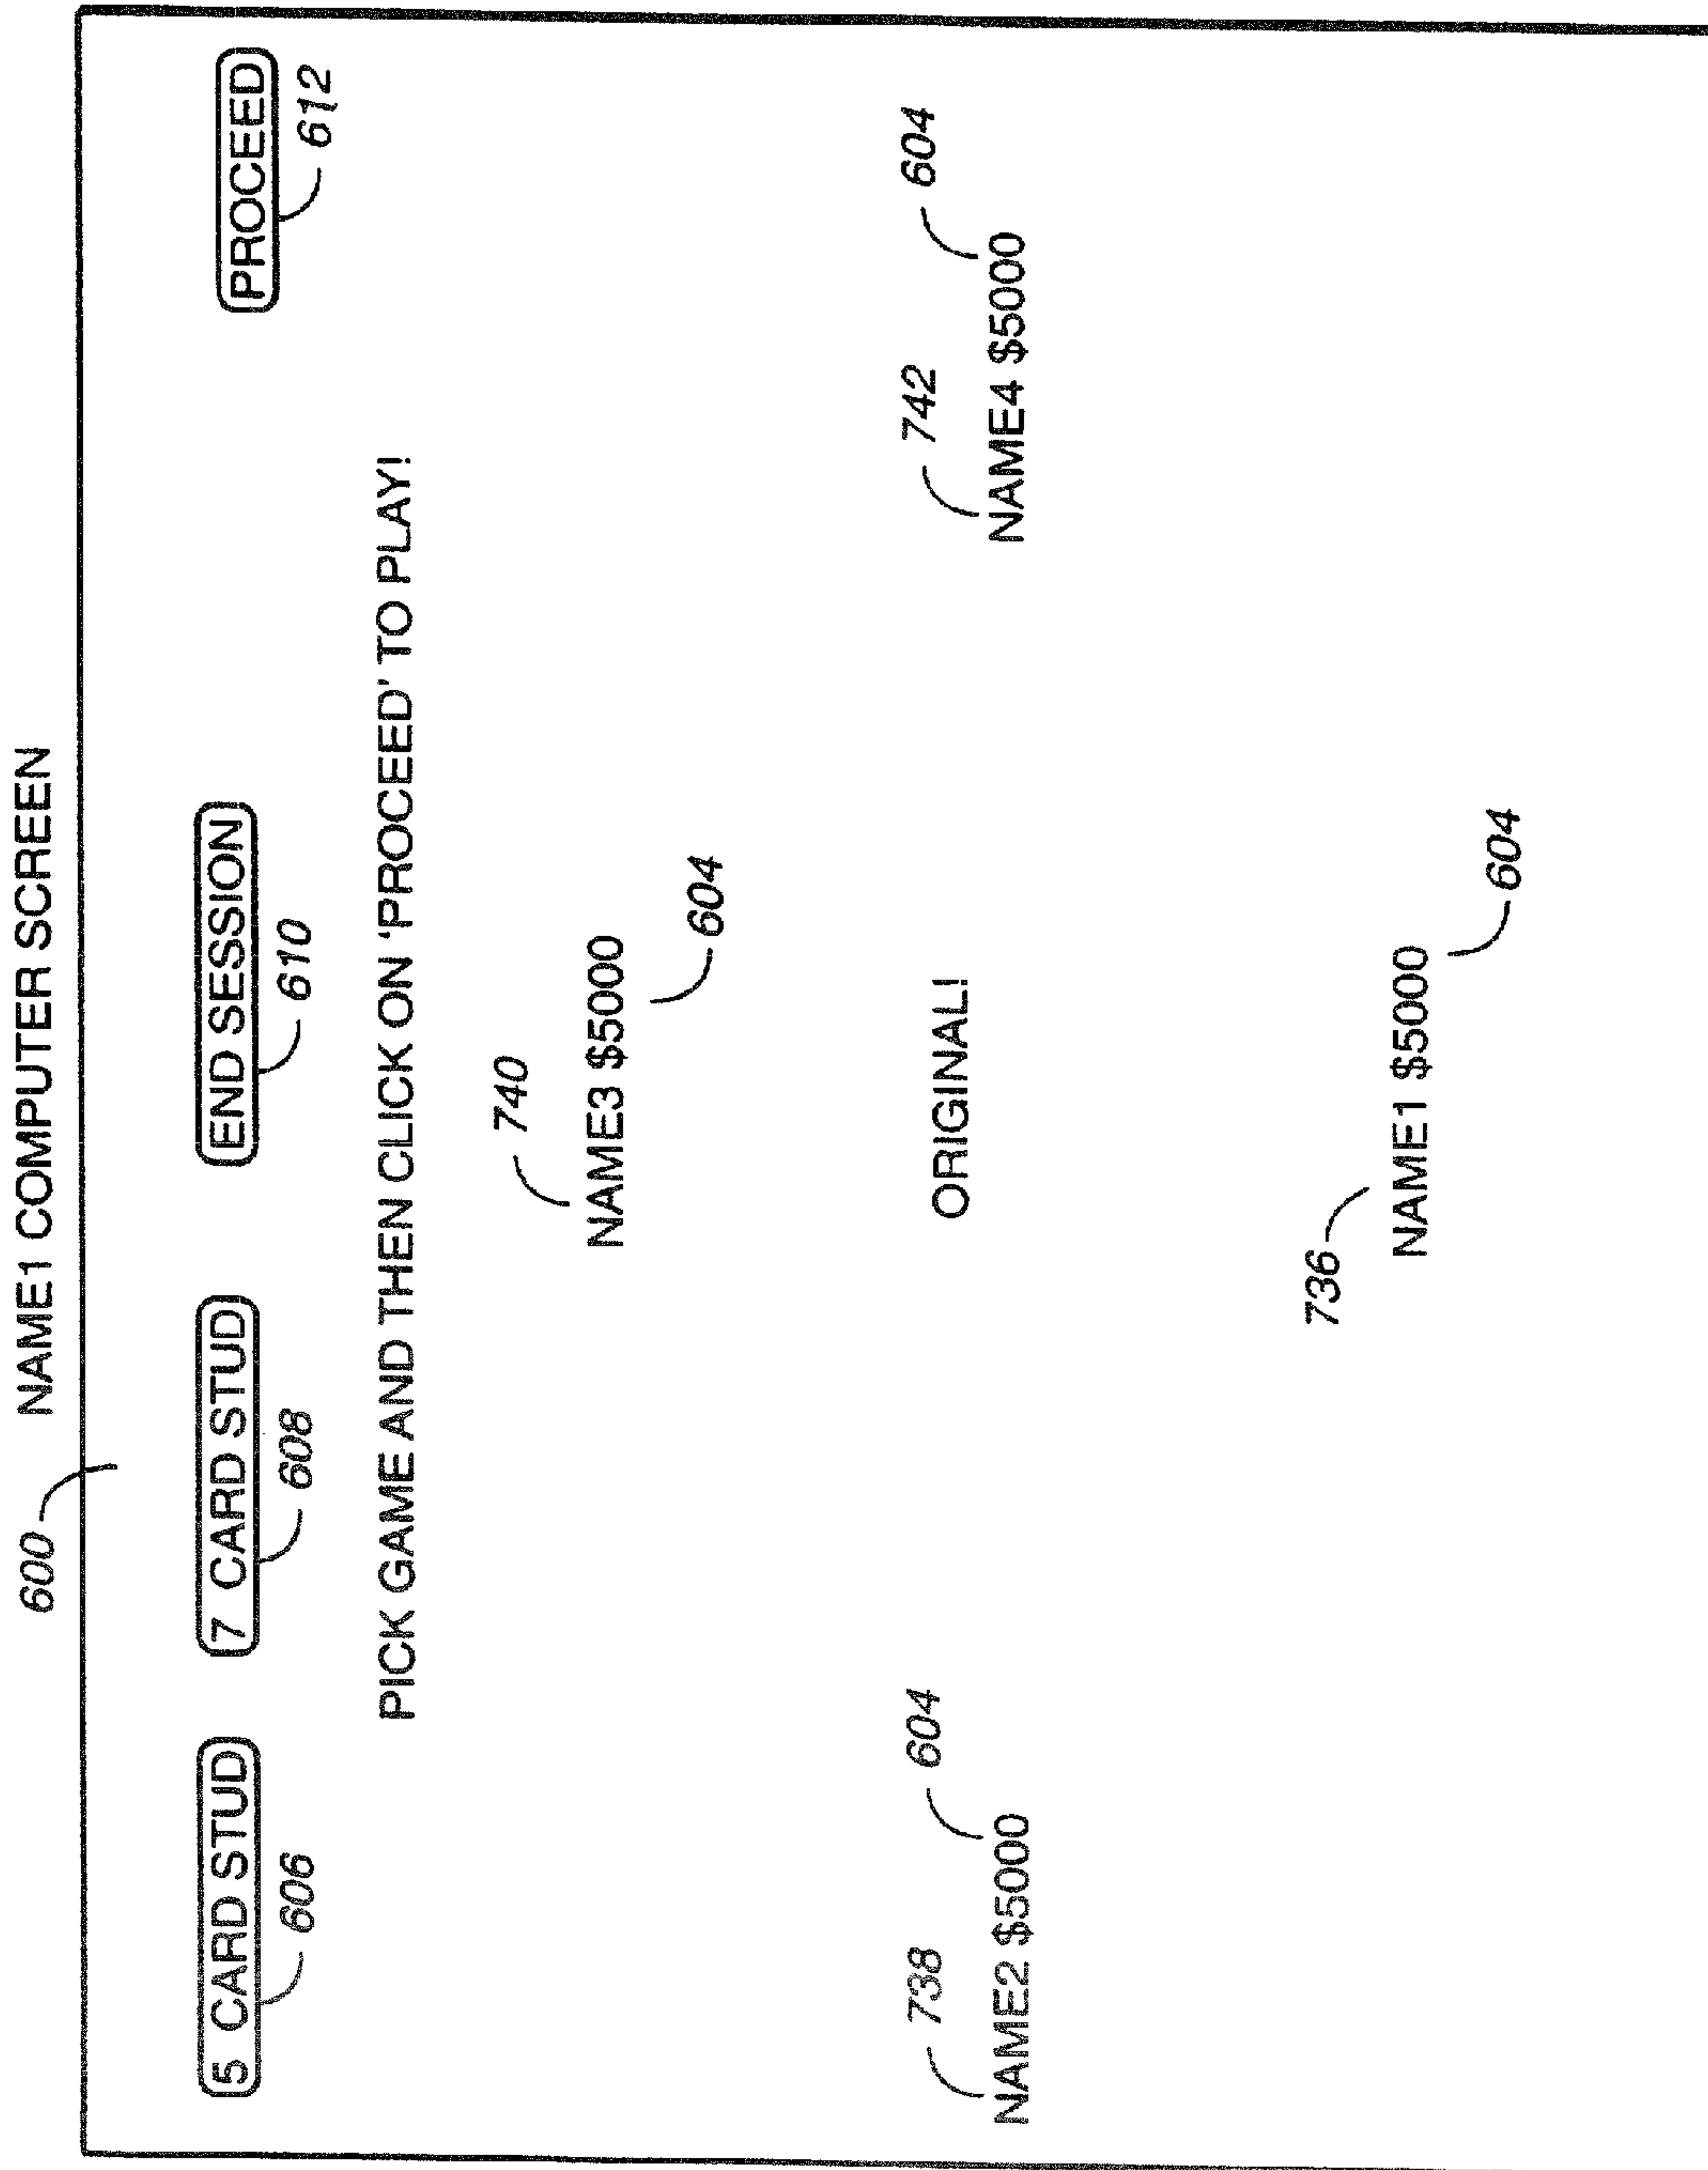 NAME1 COMPUTER SCREEN
600
5 CARD STUD 7 CARD STUD END SESSION PROCEED
606 608 610 612
PICK GAME AND THEN CLICK ON 'PROCEED' TO PLAY!
740
NAME3 $5000
604
738 604 742 604
NAME2 $5000 ORIGINAL! NAME4 $5000
736
NAME1 $5000
604